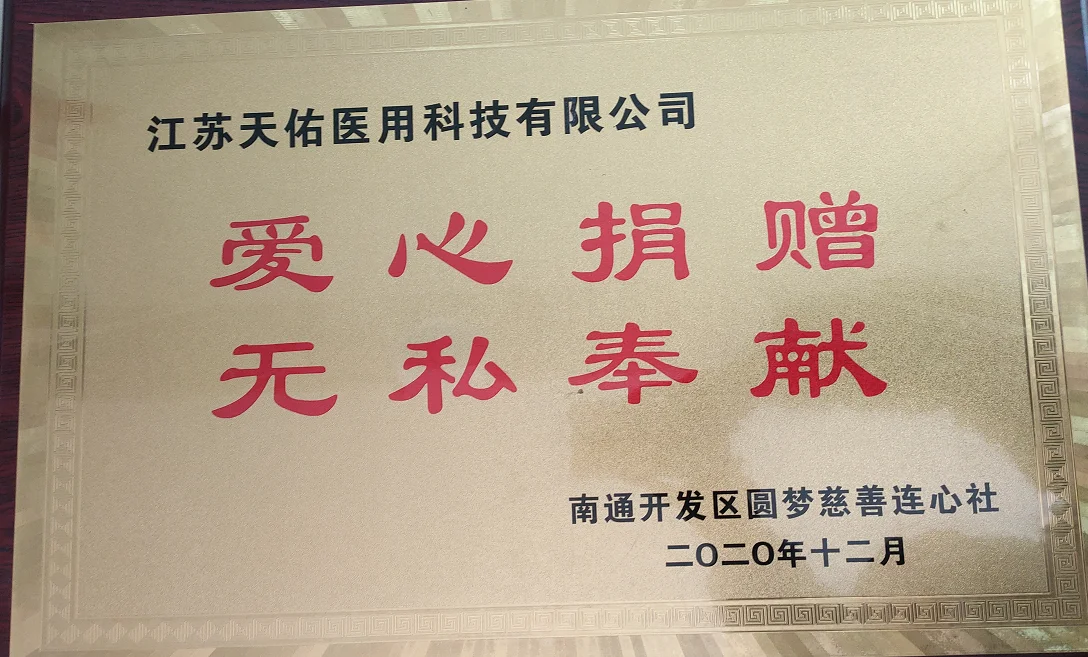 江苏天佑医用科技有限公司
爱心捐赠
无私奉献
南通开发区圆梦慈善连心社
二〇二〇年十二月